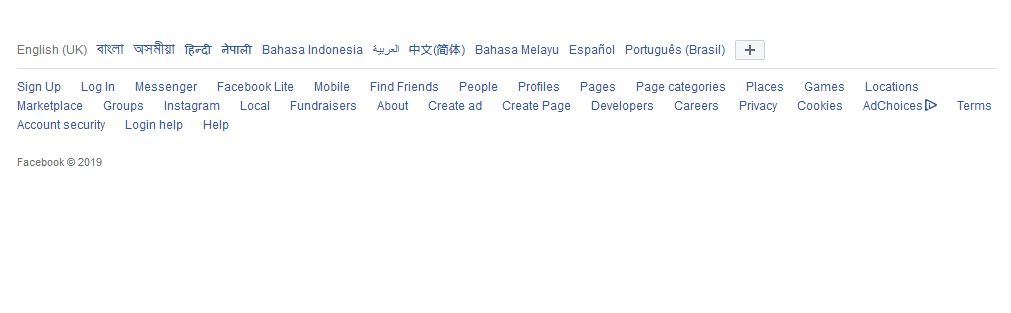 English (UK) বাংলা অসমীয়া हिन्दी नेपाली Bahasa Indonesia العربية 中文(简体) Bahasa Melayu Español Português (Brasil) +
Sign Up Log In Messenger Facebook Lite Mobile Find Friends People Profiles Pages Page categories Places Games Locations
Marketplace Groups Instagram Local Fundraisers About Create ad Create Page Developers Careers Privacy Cookies AdChoices Terms
Account security Login help Help
Facebook © 2019